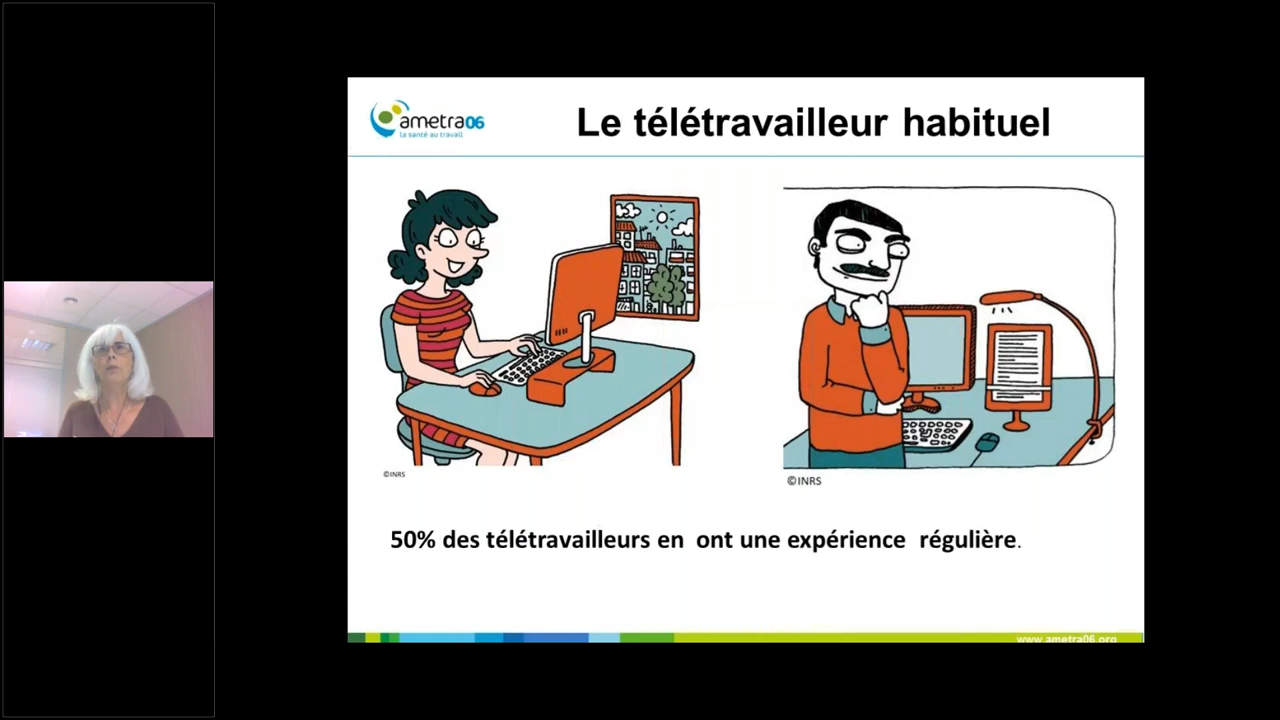 ametra06
la santé au travail
Le télétravailleur habituel
©INRS
©INRS
50% des télétravailleurs en ont une expérience régulière.
www.ametra06.org